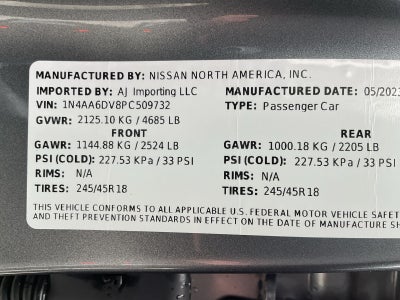 MANUFACTURED BY: NISSAN NORTH AMERICA, INC.
IMPORTED BY: AJ Importing LLC MANUFACTURED DATE: 05/2023
VIN: 1N4AA6DV8PC509732 TYPE: Passenger Car
GVWR: 2125.10 KG / 4685 LB
FRONT REAR
GAWR: 1144.88 KG / 2524 LB GAWR: 1000.18 KG / 2205 LB
PSI (COLD): 227.53 KPa / 33 PSI PSI (COLD): 227.53 KPa / 33 PSI
RIMS: N/A RIMS: N/A
TIRES: 245/45R18 TIRES: 245/45R18
THIS VEHICLE CONFORMS TO ALL APPLICABLE U.S. FEDERAL MOTOR VEHICLE SAFET
AND THEFT PREVENTION STANDARDS IN EFFECT ON THE DATE OF MANUFACTURE SH